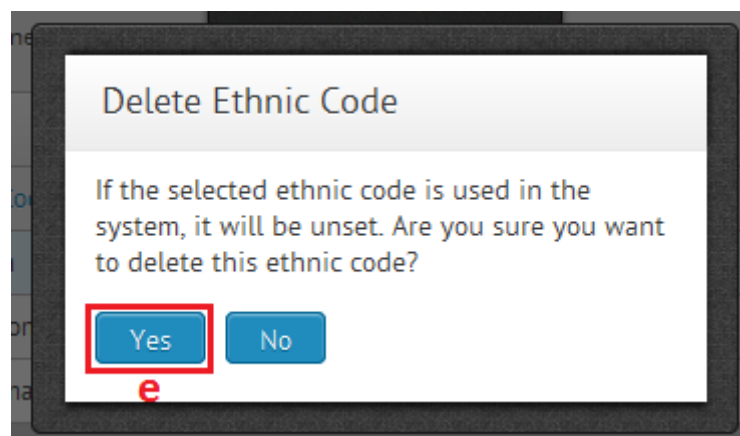 Delete Ethnic Code
If the selected ethnic code is used in the
system, it will be unset. Are you sure you want
to delete this ethnic code?
Yes No
e